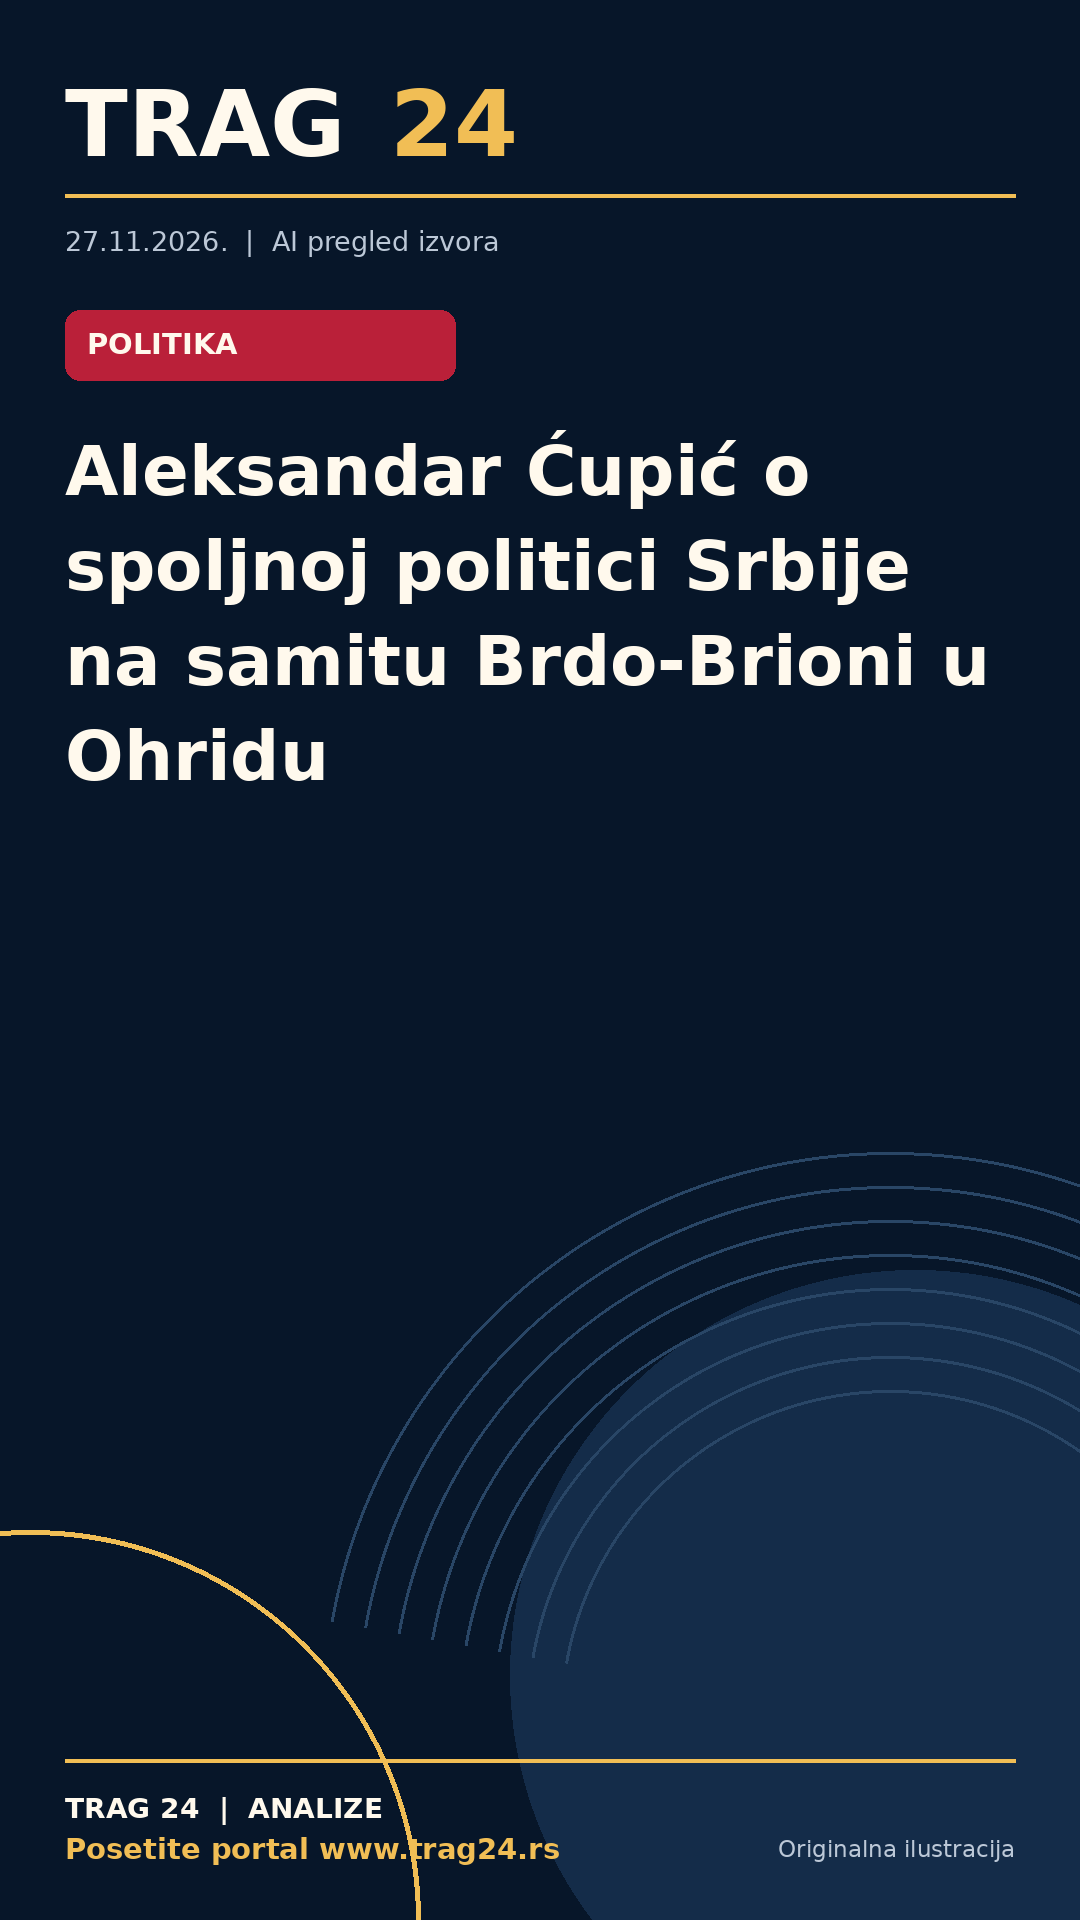 TRAG 24
27.11.2026. | AI pregled izvora
POLITIKA
Aleksandar Ćupić o
spoljnoj politici Srbije
na samitu Brdo-Brioni u
Ohridu
TRAG 24 | ANALIZE
Posetite portal www.trag24.rs
Originalna ilustracija